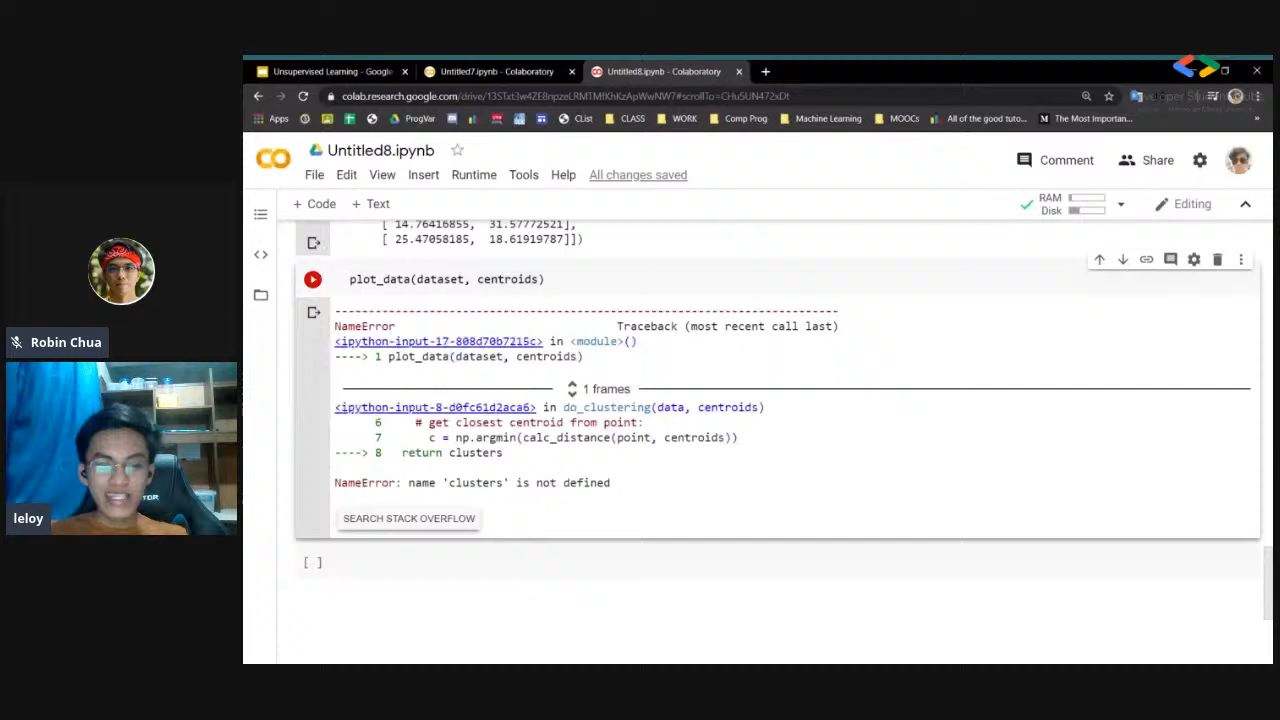 Unsupervised Learning - Google
Untitled7.ipynb - Colaboratory
Untitled8.ipynb - Colaboratory
colab.research.google.com/drive/13STxt3w4ZE8npzeLRMTMfKhKzApWwNW7#scrollTo=CHuSUN472xDt
Apps
ProgVar
CList
CLASS
WORK
Comp Prog
Machine Learning
MOOCs
All of the good tuto...
The Most Importan...
Untitled8.ipynb
Comment
Share
File Edit View Insert Runtime Tools Help All changes saved
+ Code + Text
RAM
Disk
Editing
[ 14.76416855, 31.57772521],
[ 25.47058185, 18.61919787]])
plot_data(dataset, centroids)
---------------------------------------------------------------------------
NameError Traceback (most recent call last)
<ipython-input-17-808d70b7215c> in <module>()
----> 1 plot_data(dataset, centroids)
1 frames
<ipython-input-8-d0fc61d2aca6> in do_clustering(data, centroids)
6 # get closest centroid from point:
7 c = np.argmin(calc_distance(point, centroids))
----> 8 return clusters
NameError: name 'clusters' is not defined
SEARCH STACK OVERFLOW
[ ]
Robin Chua
leloy